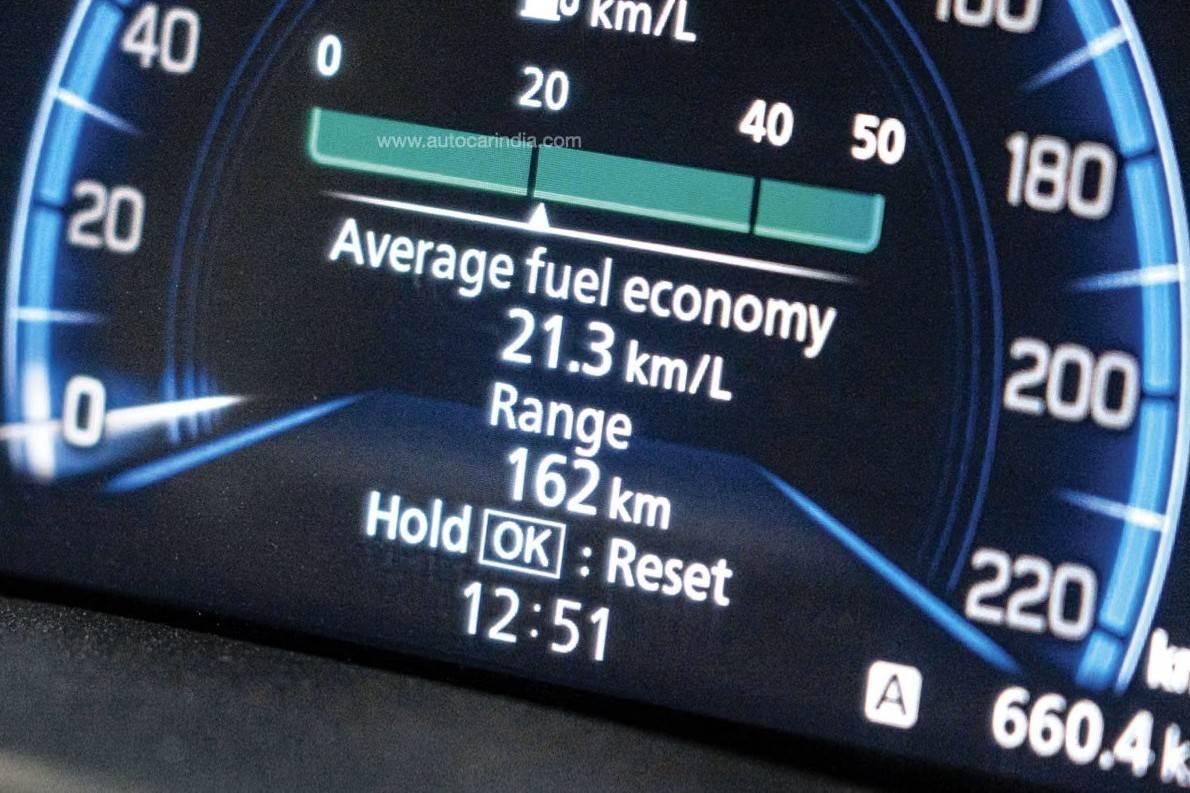 km/L
0 20 40 50
www.autocarindia.com
Average fuel economy
21.3 km/L
Range
162 km
Hold OK : Reset
12:51
40
20
0
180
200
220
A
660.4